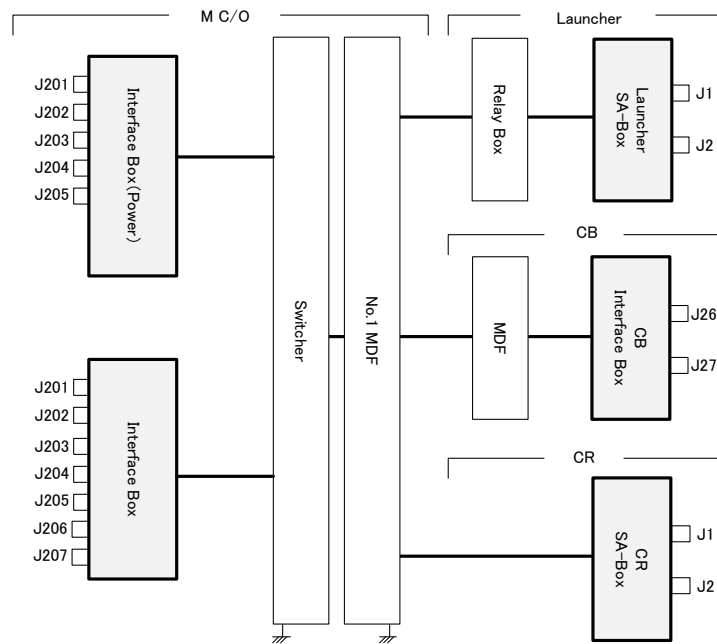 M C/O
Launcher
J201
J202
J203
J204
J205
Interface Box(Power)
J201
J202
J203
J204
J205
J206
J207
Interface Box
Switcher
No.1 MDF
Relay Box
Launcher
SA-Box
J1
J2
CB
MDF
CB
Interface Box
J26
J27
CR
CR
SA-Box
J1
J2